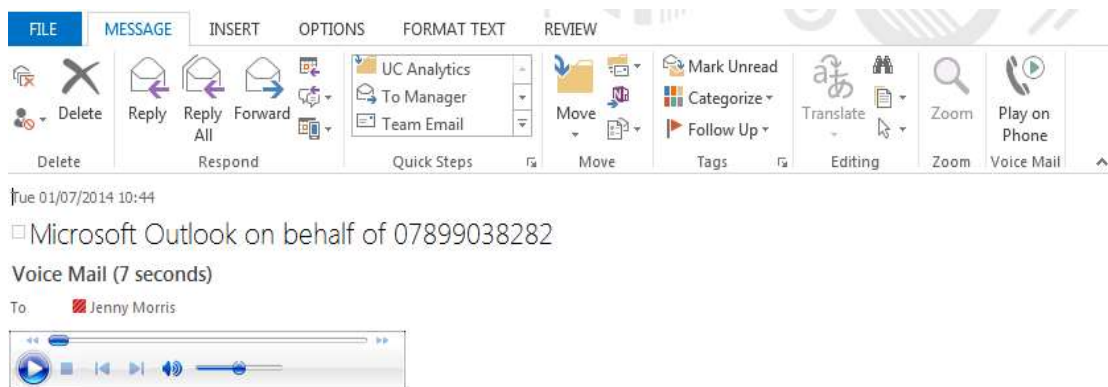 FILE MESSAGE INSERT OPTIONS FORMAT TEXT REVIEW
UC Analytics Mark Unread
Delete Reply Reply All Forward To Manager Move Categorize Translate Zoom Play on Phone
Team Email Follow Up
Delete Respond Quick Steps Move Tags Editing Zoom Voice Mail
Tue 01/07/2014 10:44
Microsoft Outlook on behalf of 07899038282
Voice Mail (7 seconds)
To Jenny Morris